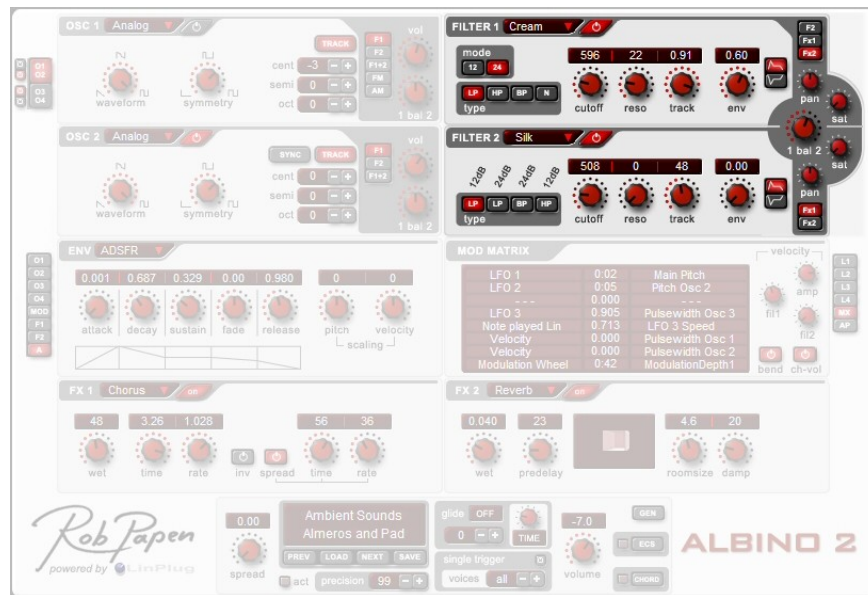 OSC 1 Analog
TRACK
cent -3
semi 0
oct 0
waveform symmetry
F1
F2
F1+2
FM
AM
vol
1 bal 2
O1
O2
O3
O4
FILTER 1 Cream
mode
12 24
LP HP BP N
type
596 22 0.91 0.60
cutoff reso track env
F2
Fx1
Fx2
pan
sat
1 bal 2
OSC 2 Analog
SYNC TRACK
cent 0
semi 0
oct 0
waveform symmetry
F1
F2
F1+2
vol
1 bal 2
FILTER 2 Silk
12dB 24dB 24dB 12dB
LP LP BP HP
type
508 0 48 0.00
cutoff reso track env
sat
pan
Fx1
Fx2
O1
O2
O3
O4
MOD
F1
F2
A
ENV ADSFR
0.001 0.687 0.329 0.00 0.980 0 0
attack decay sustain fade release pitch velocity
scaling
MOD MATRIX
LFO 1 0:02 Main Pitch
LFO 2 0:05 Pitch Osc 2
- - - 0.000 - - -
LFO 3 0.905 Pulsewidth Osc 3
Note played Lin 0.713 LFO 3 Speed
Velocity 0.000 Pulsewidth Osc 1
Velocity 0.000 Pulsewidth Osc 2
Modulation Wheel 0:42 ModulationDepth1
velocity
amp
fil1
fil2
bend ch-vol
L1
L2
L3
L4
MX
AP
FX 1 Chorus on
48 3.26 1.028 56 36
wet time rate inv spread time rate
FX 2 Reverb on
0.040 23 4.6 20
wet predelay roomsize damp
Rob Papen
powered by LinPlug
0.00
spread
Ambient Sounds
Almeros and Pad
PREV LOAD NEXT SAVE
act precision 99
glide OFF
0 TIME
single trigger
voices all
-7.0
volume
GEN
ECS
CHORD
ALBINO 2